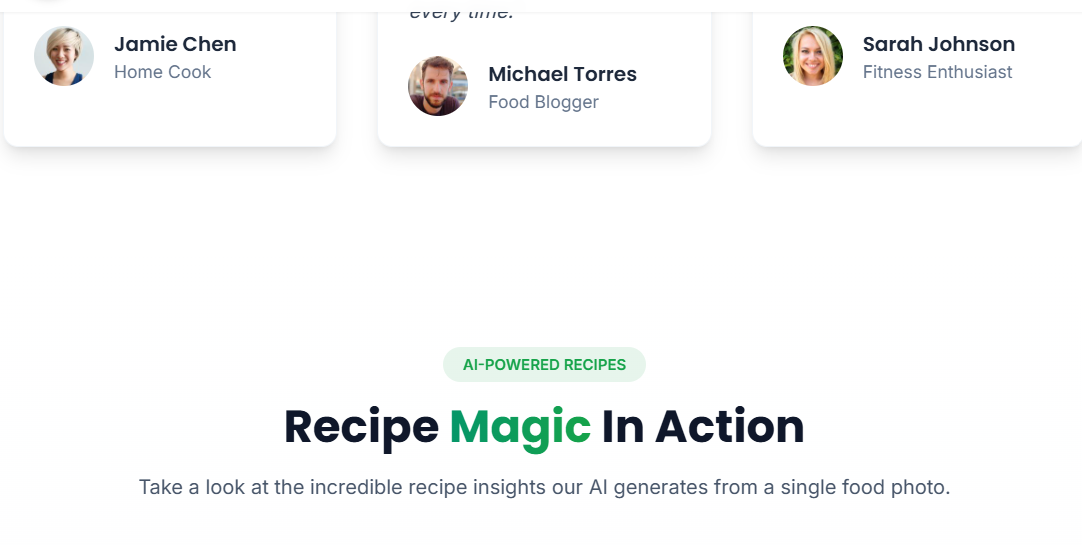 every time."
Jamie Chen
Home Cook
Michael Torres
Food Blogger
Sarah Johnson
Fitness Enthusiast
AI-POWERED RECIPES
Recipe Magic In Action
Take a look at the incredible recipe insights our AI generates from a single food photo.